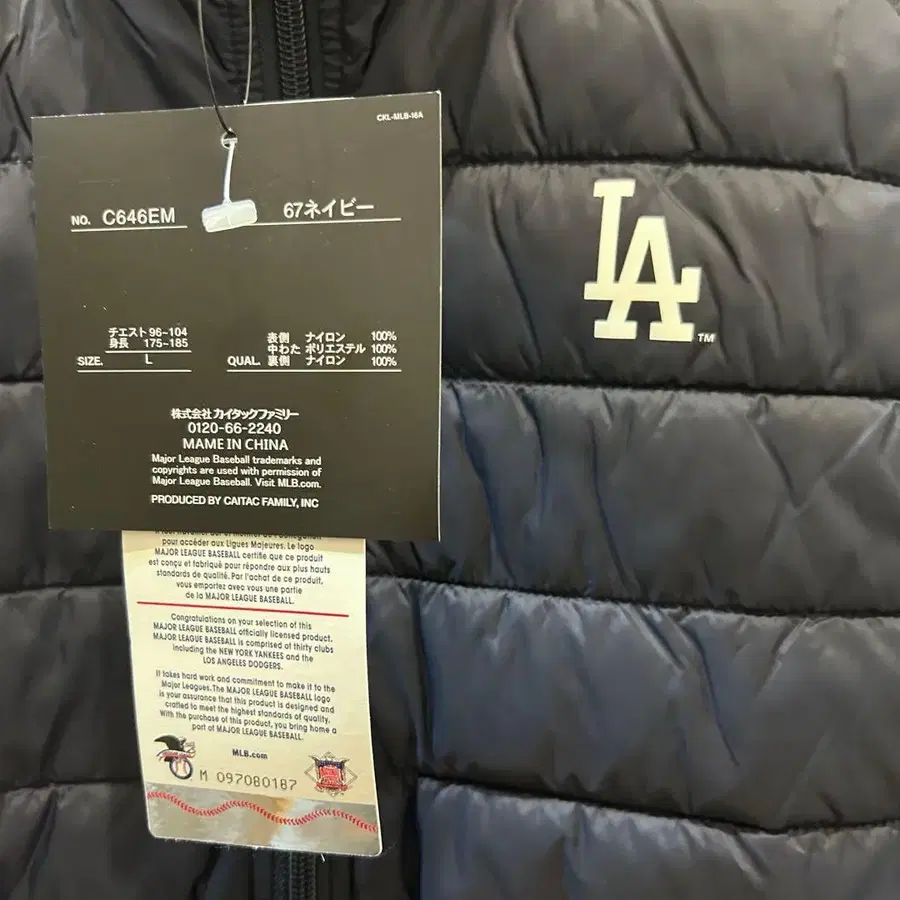 CKL-MLB-16A
NO. C646EM 67ネイビー
チェスト 96-104
身長 175-185
SIZE. L
表側 ナイロン 100%
中わた ポリエステル 100%
QUAL. 裏側 ナイロン 100%
株式会社 カイタックファミリー
0120-66-2240
MAME IN CHINA
Major League Baseball trademarks and
copyrights are used with permission of
Major League Baseball. Visit MLB.com.
PRODUCED BY CAITAC FAMILY, INC
LA
TM
pour accéder aux Ligues Majeures. Le logo
MAJOR LEAGUE BASEBALL certifie que ce produit
est conçu et fabriqué pour répondre aux plus hauts
standards de qualité. Par l'achat de ce produit,
vous emportez avec vous une partie
de la MAJOR LEAGUE BASEBALL.
Congratulations on your selection of this
MAJOR LEAGUE BASEBALL officially licensed product.
MAJOR LEAGUE BASEBALL is comprised of thirty clubs
including the NEW YORK YANKEES and the
LOS ANGELES DODGERS.
It takes hard work and commitment to make it to the
Major Leagues. The MAJOR LEAGUE BASEBALL logo
is your assurance that this product is designed and
crafted to meet the highest standards of quality.
With the purchase of this product, you bring home a
part of MAJOR LEAGUE BASEBALL.
MLB.com
M 097080187